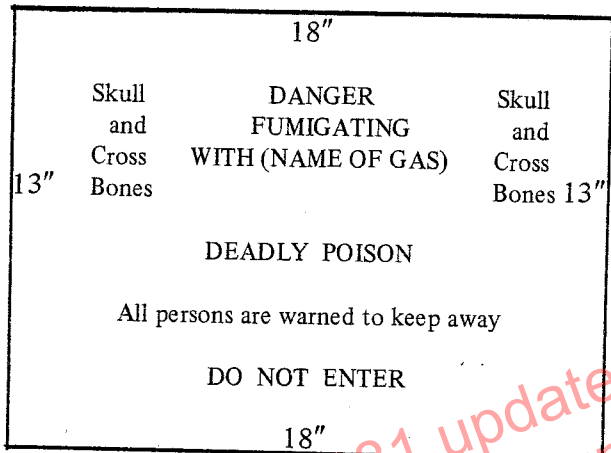 18″
Skull DANGER Skull
and FUMIGATING and
Cross WITH (NAME OF GAS) Cross
13″ Bones Bones 13″
DEADLY POISON
All persons are warned to keep away
DO NOT ENTER
18″
update